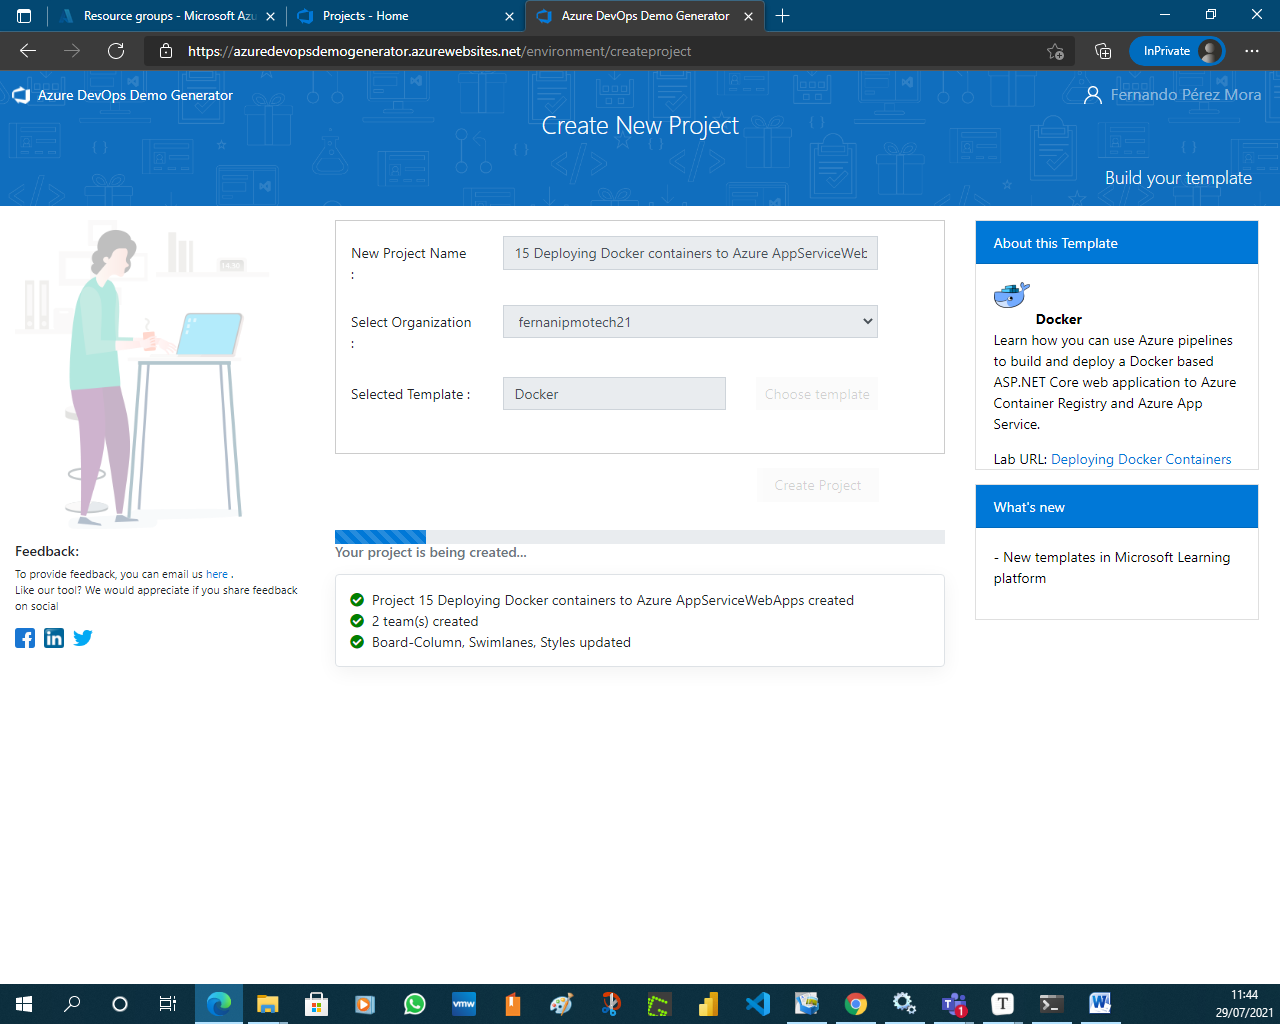 Resource groups - Microsoft Azu
Projects - Home
Azure DevOps Demo Generator
https://azuredevopsdemogenerator.azurewebsites.net/environment/createproject
InPrivate
Azure DevOps Demo Generator
Fernando Pérez Mora
Create New Project
Build your template
New Project Name
:
15 Deploying Docker containers to Azure AppServiceWeb
Select Organization
:
fernanipmotech21
Selected Template :
Docker
Choose template
Create Project
Your project is being created...
Project 15 Deploying Docker containers to Azure AppServiceWebApps created
2 team(s) created
Board-Column, Swimlanes, Styles updated
About this Template
Docker
Learn how you can use Azure pipelines
to build and deploy a Docker based
ASP.NET Core web application to Azure
Container Registry and Azure App
Service.
Lab URL: Deploying Docker Containers
What's new
- New templates in Microsoft Learning
platform
Feedback:
To provide feedback, you can email us here .
Like our tool? We would appreciate if you share feedback
on social
vmw
T
1
W
11:44
29/07/2021